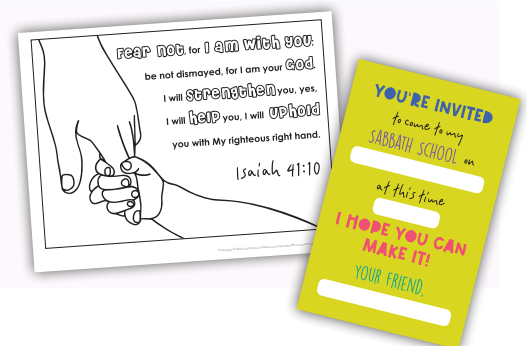 Fear not, for I am with you;
be not dismayed, for I am your God.
I will strengthen you, yes,
I will help you, I will uphold
you with My righteous right hand.
Isaiah 41:10
YOU'RE INVITED
to come to my
SABBATH SCHOOL on
at this time
I HOPE YOU CAN
MAKE IT!
YOUR FRIEND,